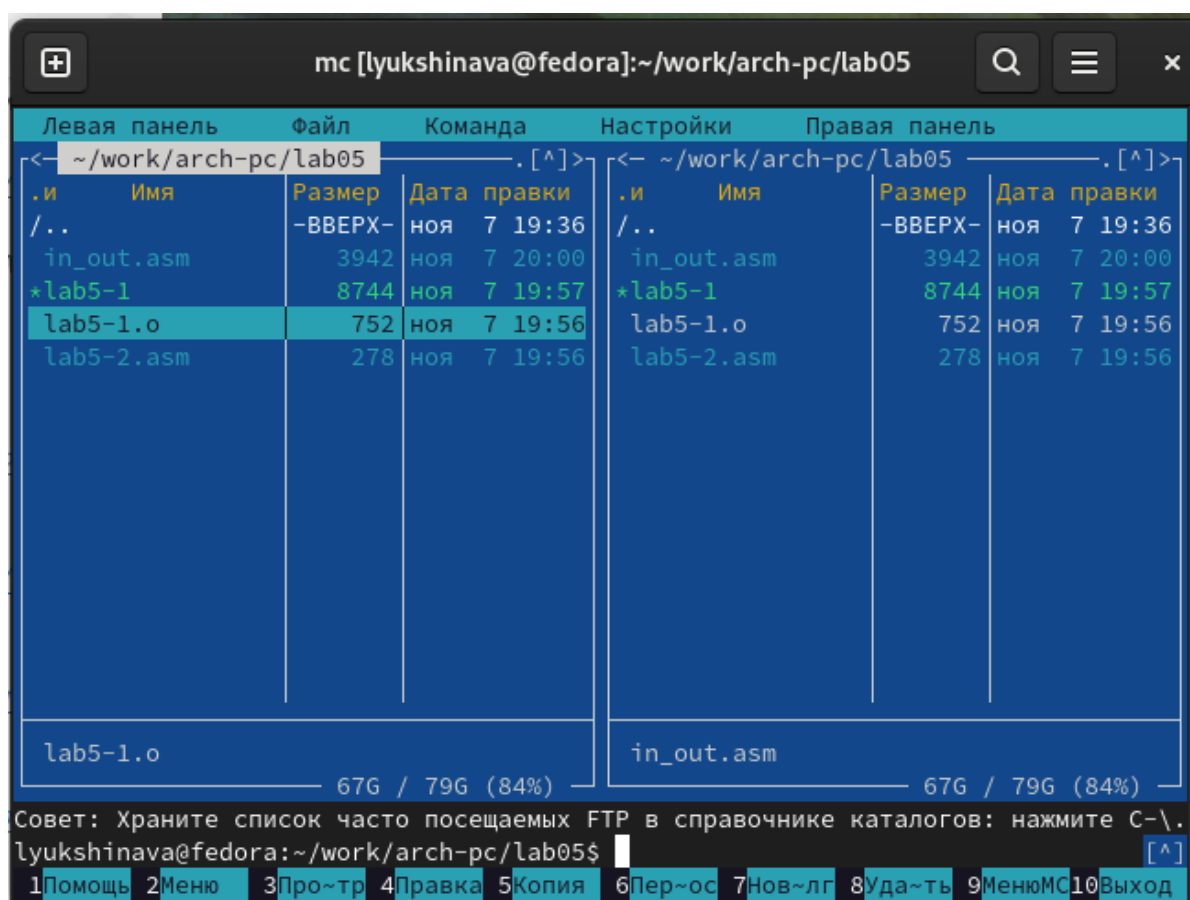 mc [lyukshinava@fedora]:~/work/arch-pc/lab05
Левая панель Файл Команда Настройки Правая панель
<─ ~/work/arch-pc/lab05 ─.[^]> <─ ~/work/arch-pc/lab05 ─.[^]>
.и Имя Размер Дата правки .и Имя Размер Дата правки
/.. -ВВЕРХ- ноя 7 19:36 /.. -ВВЕРХ- ноя 7 19:36
in_out.asm 3942 ноя 7 20:00 in_out.asm 3942 ноя 7 20:00
*lab5-1 8744 ноя 7 19:57 *lab5-1 8744 ноя 7 19:57
lab5-1.o 752 ноя 7 19:56 lab5-1.o 752 ноя 7 19:56
lab5-2.asm 278 ноя 7 19:56 lab5-2.asm 278 ноя 7 19:56
lab5-1.o in_out.asm
67G / 79G (84%) 67G / 79G (84%)
Совет: Храните список часто посещаемых FTP в справочнике каталогов: нажмите C-\.
lyukshinava@fedora:~/work/arch-pc/lab05$ [^]
1Помощь 2Меню 3Про~тр 4Правка 5Копия 6Пер~ос 7Нов~лг 8Уда~ть 9МенюMC 10Выход